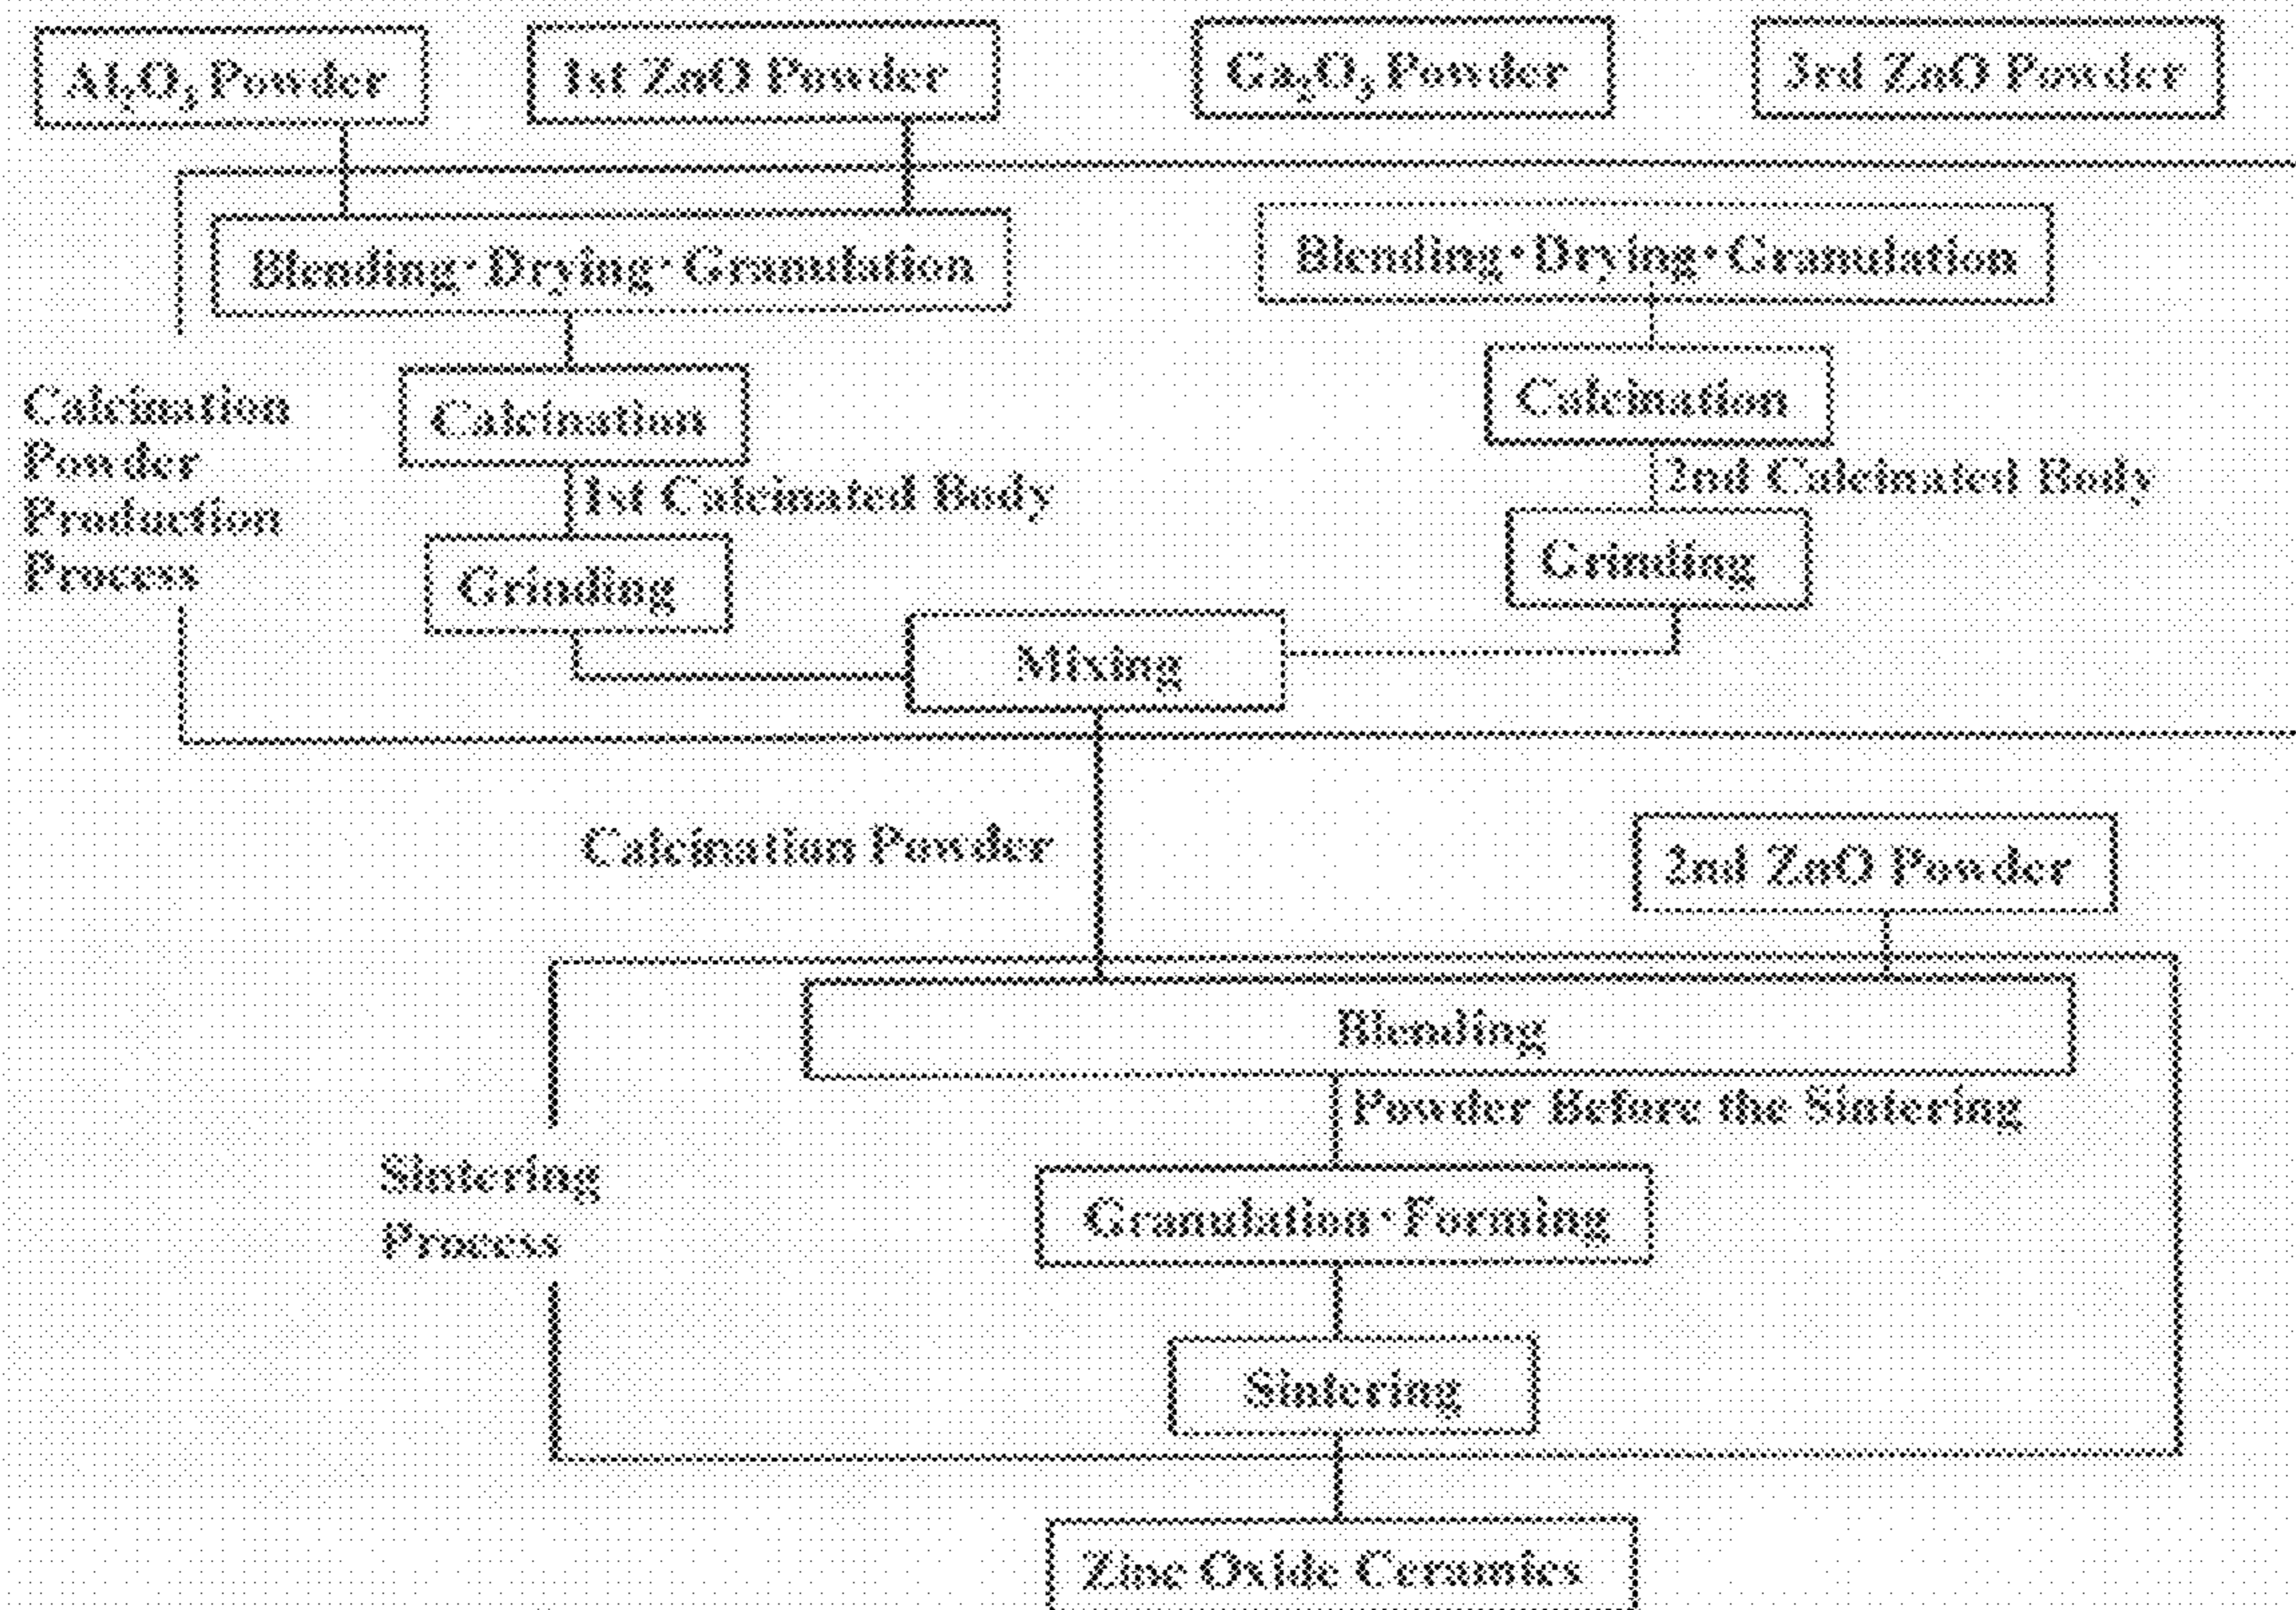 Al₂O₃ Powder
1st ZnO Powder
Ga₂O₃ Powder
3rd ZnO Powder
Blending·Drying·Granulation
Blending·Drying·Granulation
Calcination
Calcination
Calcination
Powder
Production
Process
1st Calcinated Body
2nd Calcinated Body
Grinding
Grinding
Mixing
Calcination Powder
2nd ZnO Powder
Blending
Powder Before the Sintering
Sintering
Process
Granulation·Forming
Sintering
Zinc Oxide Ceramics